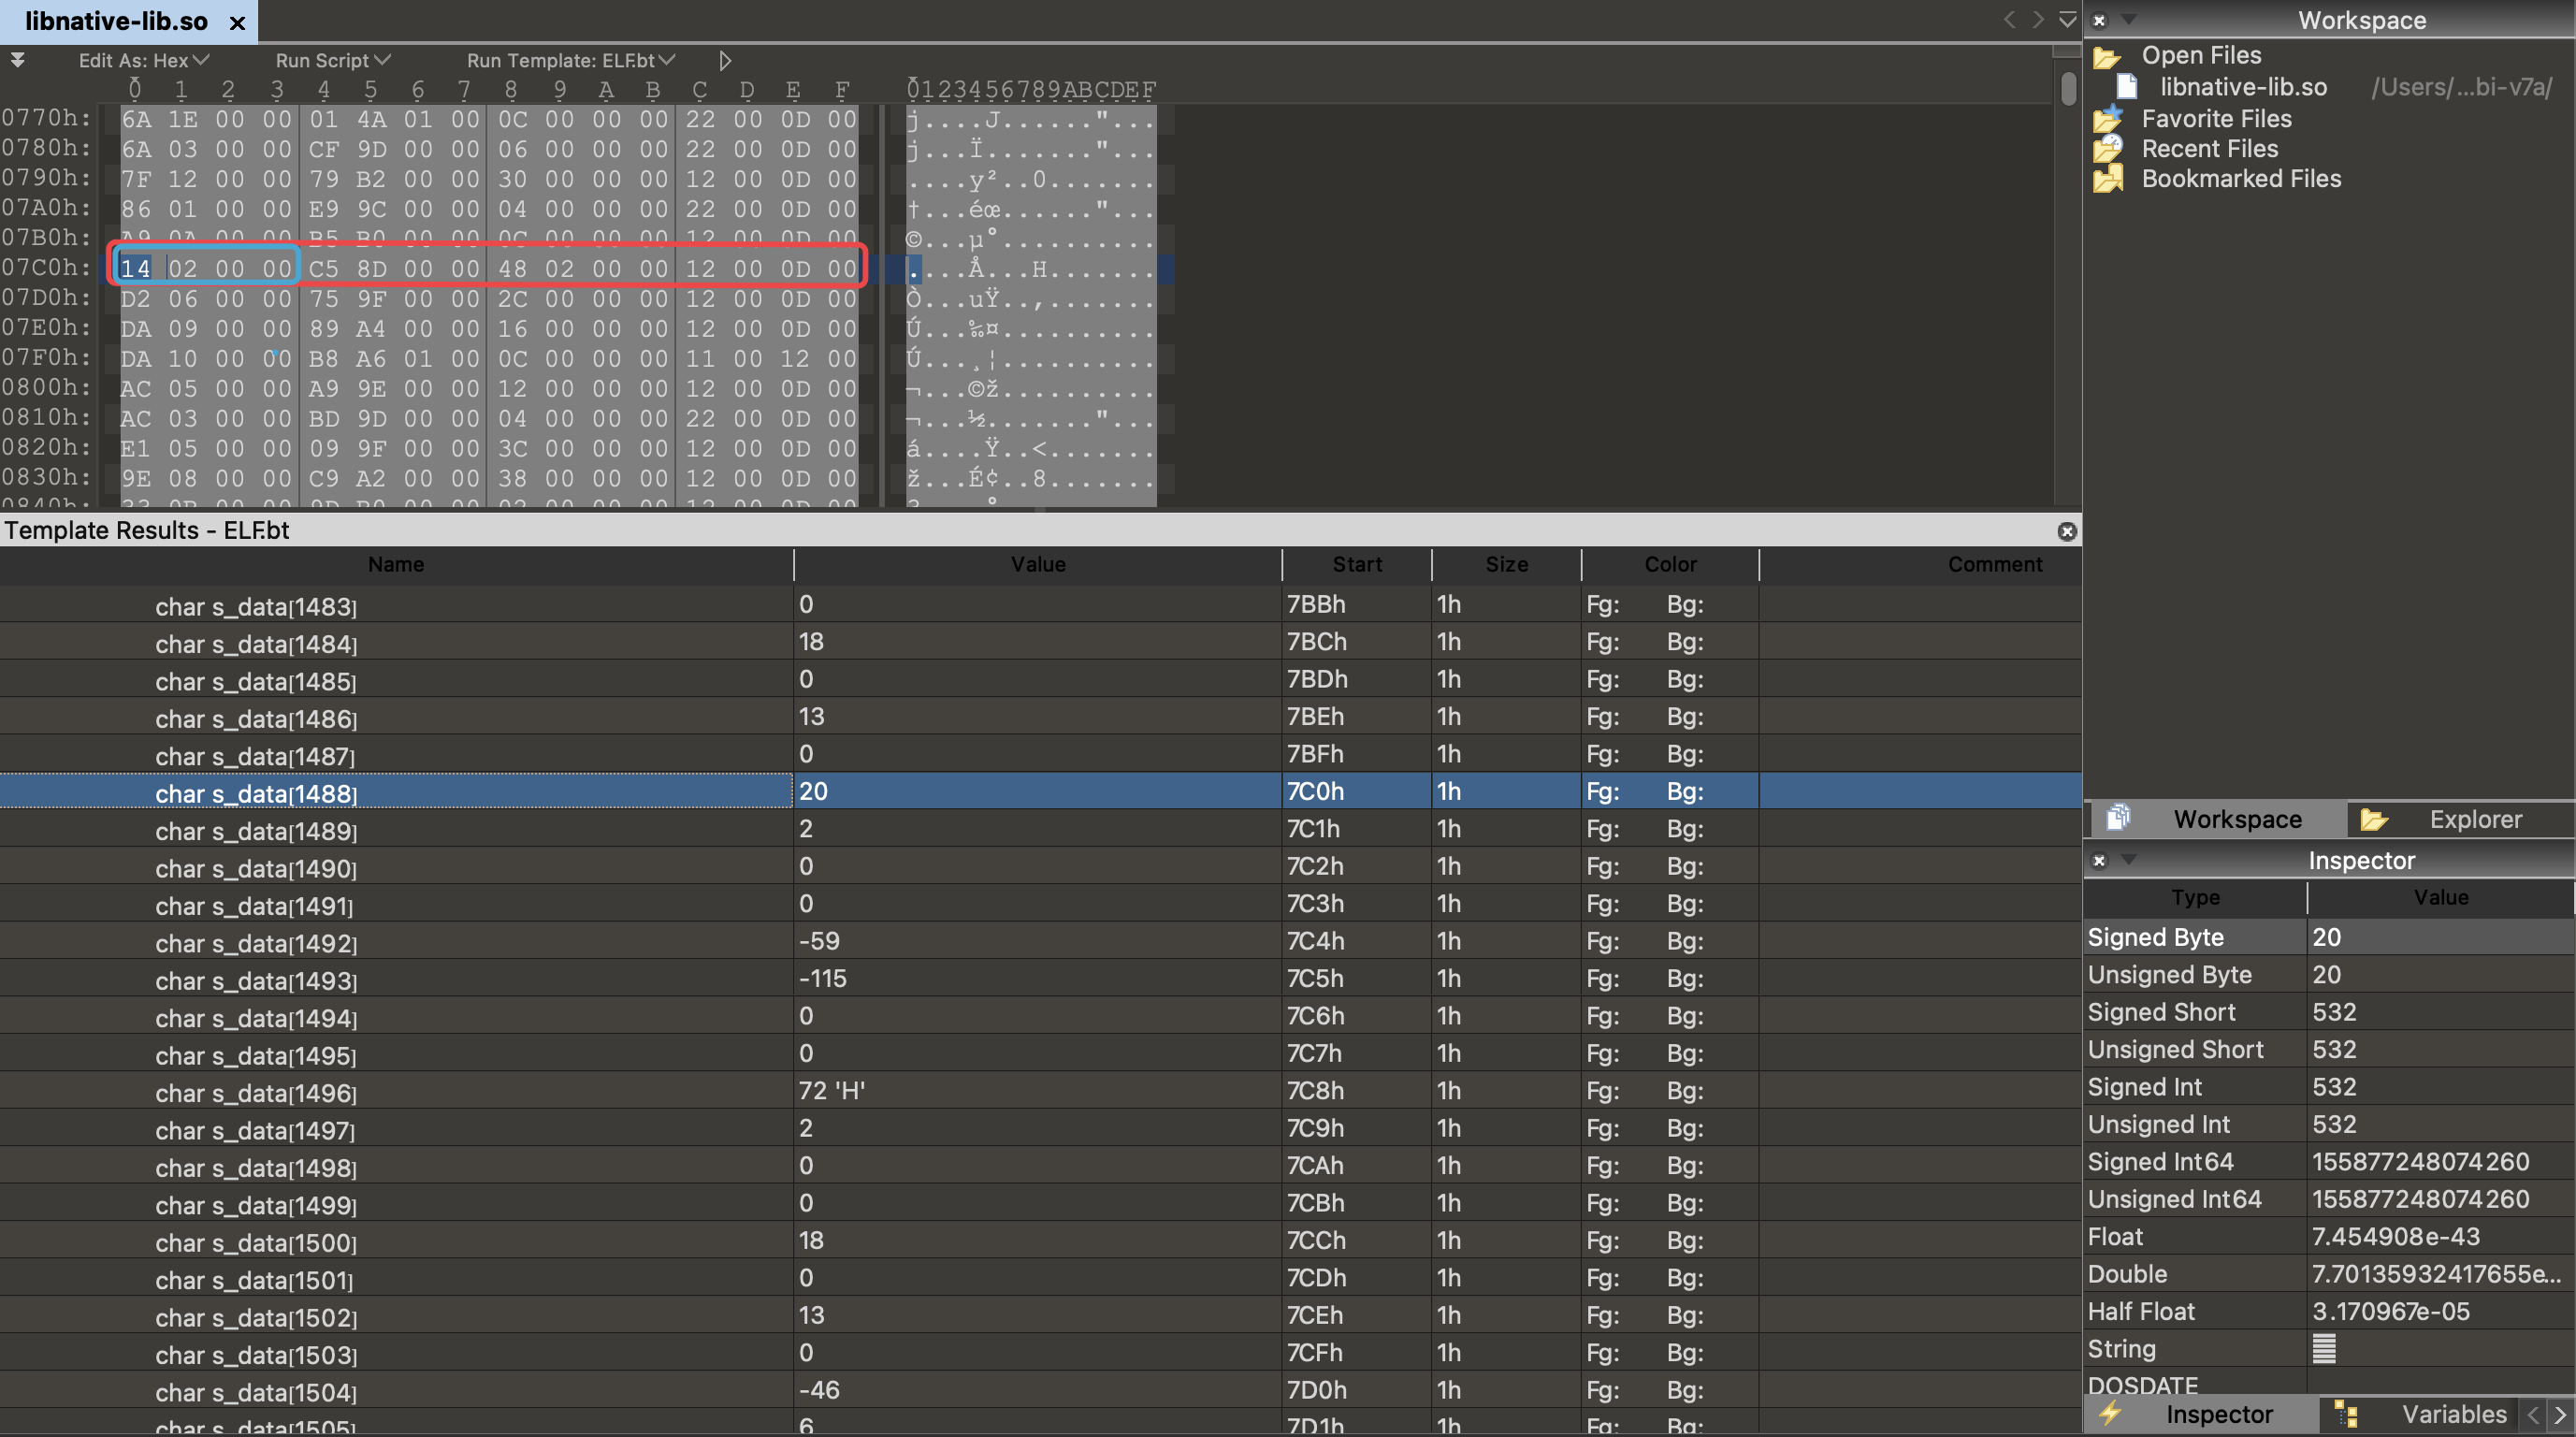 libnative-lib.so ×
Edit As: Hex Run Script Run Template: ELF.bt
0 1 2 3 4 5 6 7 8 9 A B C D E F 0123456789ABCDEF
0770h: 6A 1E 00 00 01 4A 01 00 0C 00 00 00 22 00 0D 00 j....J......"...
0780h: 6A 03 00 00 CF 9D 00 00 06 00 00 00 22 00 0D 00 j...Ï......."...
0790h: 7F 12 00 00 79 B2 00 00 30 00 00 00 12 00 0D 00 ....y²..0.......
07A0h: 86 01 00 00 E9 9C 00 00 04 00 00 00 22 00 0D 00 †...éœ......"...
07B0h: A9 0A 00 00 B5 B0 00 00 0C 00 00 00 12 00 0D 00 ©...µ°..........
07C0h: 14 02 00 00 C5 8D 00 00 48 02 00 00 12 00 0D 00 ....Å...H.......
07D0h: D2 06 00 00 75 9F 00 00 2C 00 00 00 12 00 0D 00 Ò...uŸ..,.......
07E0h: DA 09 00 00 89 A4 00 00 16 00 00 00 12 00 0D 00 Ú...‰¤..........
07F0h: DA 10 00 00 B8 A6 01 00 0C 00 00 00 11 00 12 00 Ú...¸¦..........
0800h: AC 05 00 00 A9 9E 00 00 12 00 00 00 12 00 0D 00 ¬...©ž..........
0810h: AC 03 00 00 BD 9D 00 00 04 00 00 00 22 00 0D 00 ¬...½......."...
0820h: E1 05 00 00 09 9F 00 00 3C 00 00 00 12 00 0D 00 á....Ÿ..<.......
0830h: 9E 08 00 00 C9 A2 00 00 38 00 00 00 12 00 0D 00 ž...É¢..8.......
Template Results - ELF.bt
Name Value Start Size Color Comment
char s_data[1483] 0 7BBh 1h Fg: Bg:
char s_data[1484] 18 7BCh 1h Fg: Bg:
char s_data[1485] 0 7BDh 1h Fg: Bg:
char s_data[1486] 13 7BEh 1h Fg: Bg:
char s_data[1487] 0 7BFh 1h Fg: Bg:
char s_data[1488] 20 7C0h 1h Fg: Bg:
char s_data[1489] 2 7C1h 1h Fg: Bg:
char s_data[1490] 0 7C2h 1h Fg: Bg:
char s_data[1491] 0 7C3h 1h Fg: Bg:
char s_data[1492] -59 7C4h 1h Fg: Bg:
char s_data[1493] -115 7C5h 1h Fg: Bg:
char s_data[1494] 0 7C6h 1h Fg: Bg:
char s_data[1495] 0 7C7h 1h Fg: Bg:
char s_data[1496] 72 'H' 7C8h 1h Fg: Bg:
char s_data[1497] 2 7C9h 1h Fg: Bg:
char s_data[1498] 0 7CAh 1h Fg: Bg:
char s_data[1499] 0 7CBh 1h Fg: Bg:
char s_data[1500] 18 7CCh 1h Fg: Bg:
char s_data[1501] 0 7CDh 1h Fg: Bg:
char s_data[1502] 13 7CEh 1h Fg: Bg:
char s_data[1503] 0 7CFh 1h Fg: Bg:
char s_data[1504] -46 7D0h 1h Fg: Bg:
char s_data[1505] 6 7D1h 1h Fg: Bg:
Workspace
Open Files
libnative-lib.so /Users/...bi-v7a/
Favorite Files
Recent Files
Bookmarked Files
Workspace Explorer
Inspector
Type Value
Signed Byte 20
Unsigned Byte 20
Signed Short 532
Unsigned Short 532
Signed Int 532
Unsigned Int 532
Signed Int64 155877248074260
Unsigned Int64 155877248074260
Float 7.454908e-43
Double 7.70135932417655e...
Half Float 3.170967e-05
String
DOSDATE
Inspector Variables